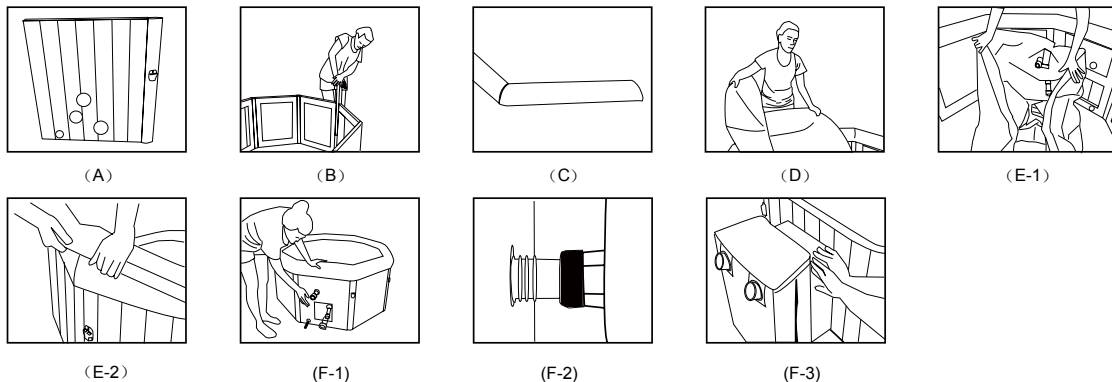 （A） （B） （C） （D） （E-1）
（E-2） (F-1) (F-2) (F-3)